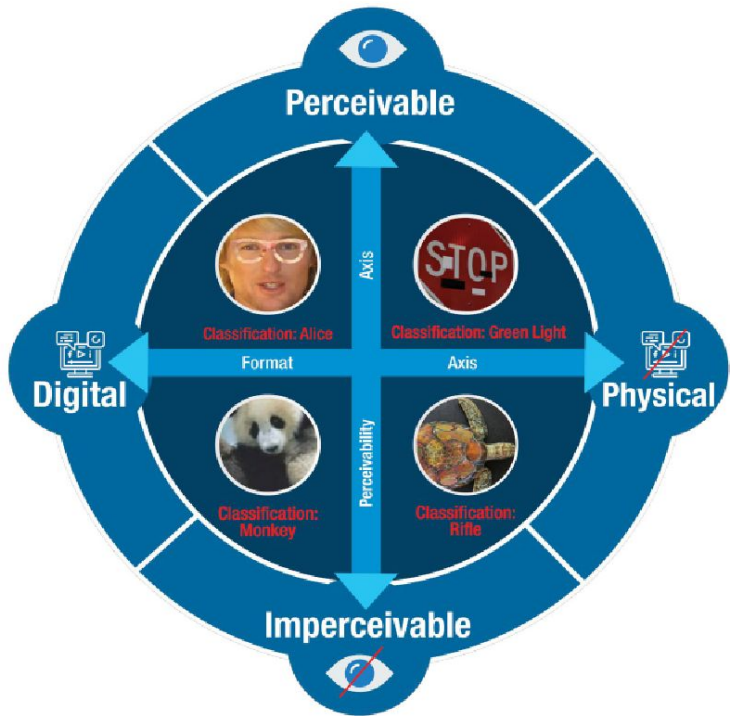 Perceivable
Axis
STOP
Classification: Alice
Classification: Green Light
Format
Axis
Digital
Physical
Perceivability
Classification:
Monkey
Classification:
Rifle
Imperceivable